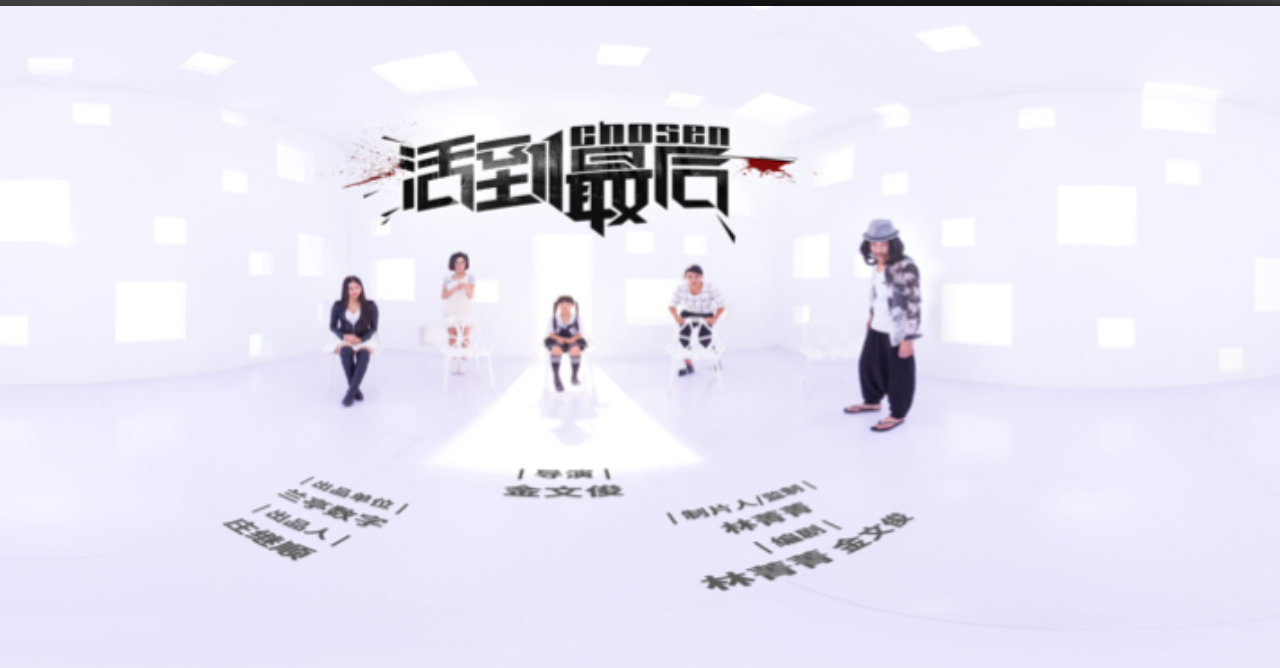 chosen
活到最后
| 出品单位 |
兰亭数字
| 出品人 |
庄继顺
| 导演 |
金文俊
| 制片人/监制 |
林菁菁
| 编剧 |
林菁菁 金文俊